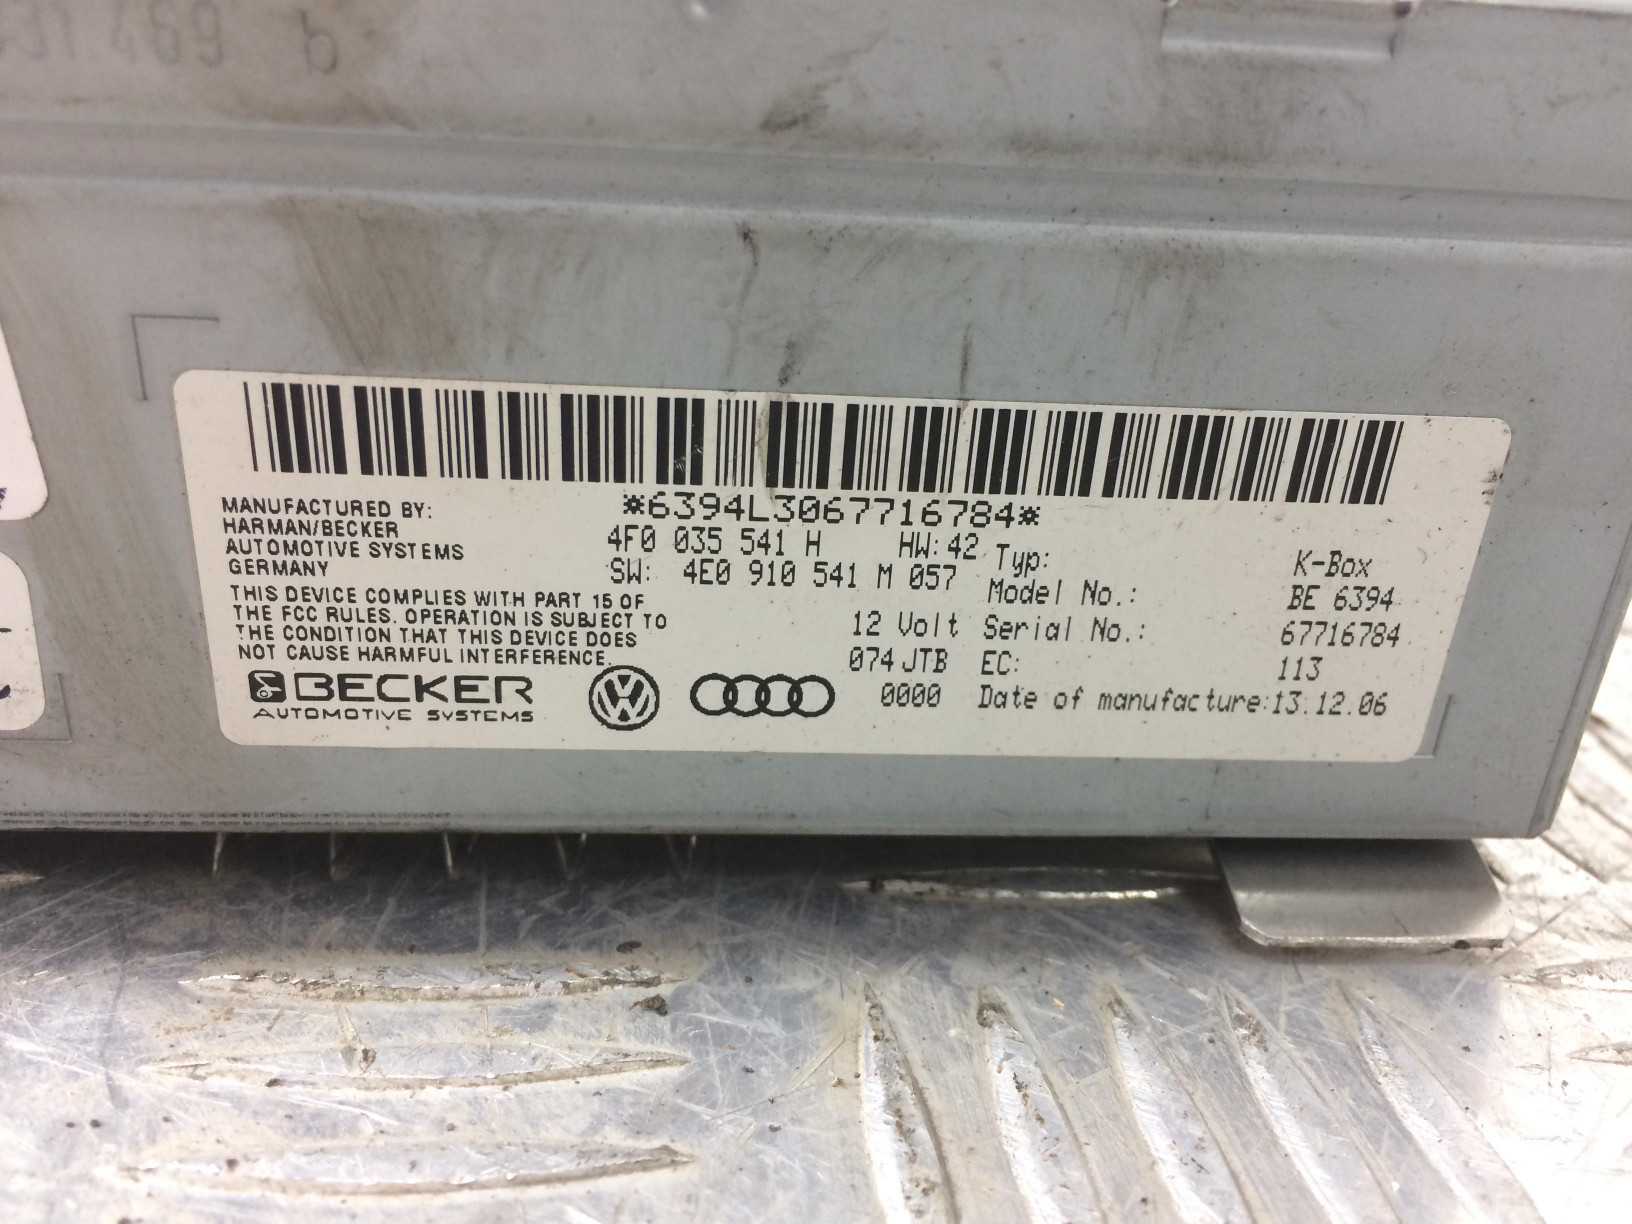 *6394L3067716784*
MANUFACTURED BY:
HARMAN/BECKER
AUTOMOTIVE SYSTEMS
GERMANY
THIS DEVICE COMPLIES WITH PART 15 OF
THE FCC RULES. OPERATION IS SUBJECT TO
THE CONDITION THAT THIS DEVICE DOES
NOT CAUSE HARMFUL INTERFERENCE.
BECKER
AUTOMOTIVE SYSTEMS
4F0 035 541 H HW: 42
SW: 4E0 910 541 M 057
12 Volt
074 JTB
0000
Typ: K-Box
Model No.: BE 6394
Serial No.: 67716784
EC: 113
Date of manufacture: 13.12.06